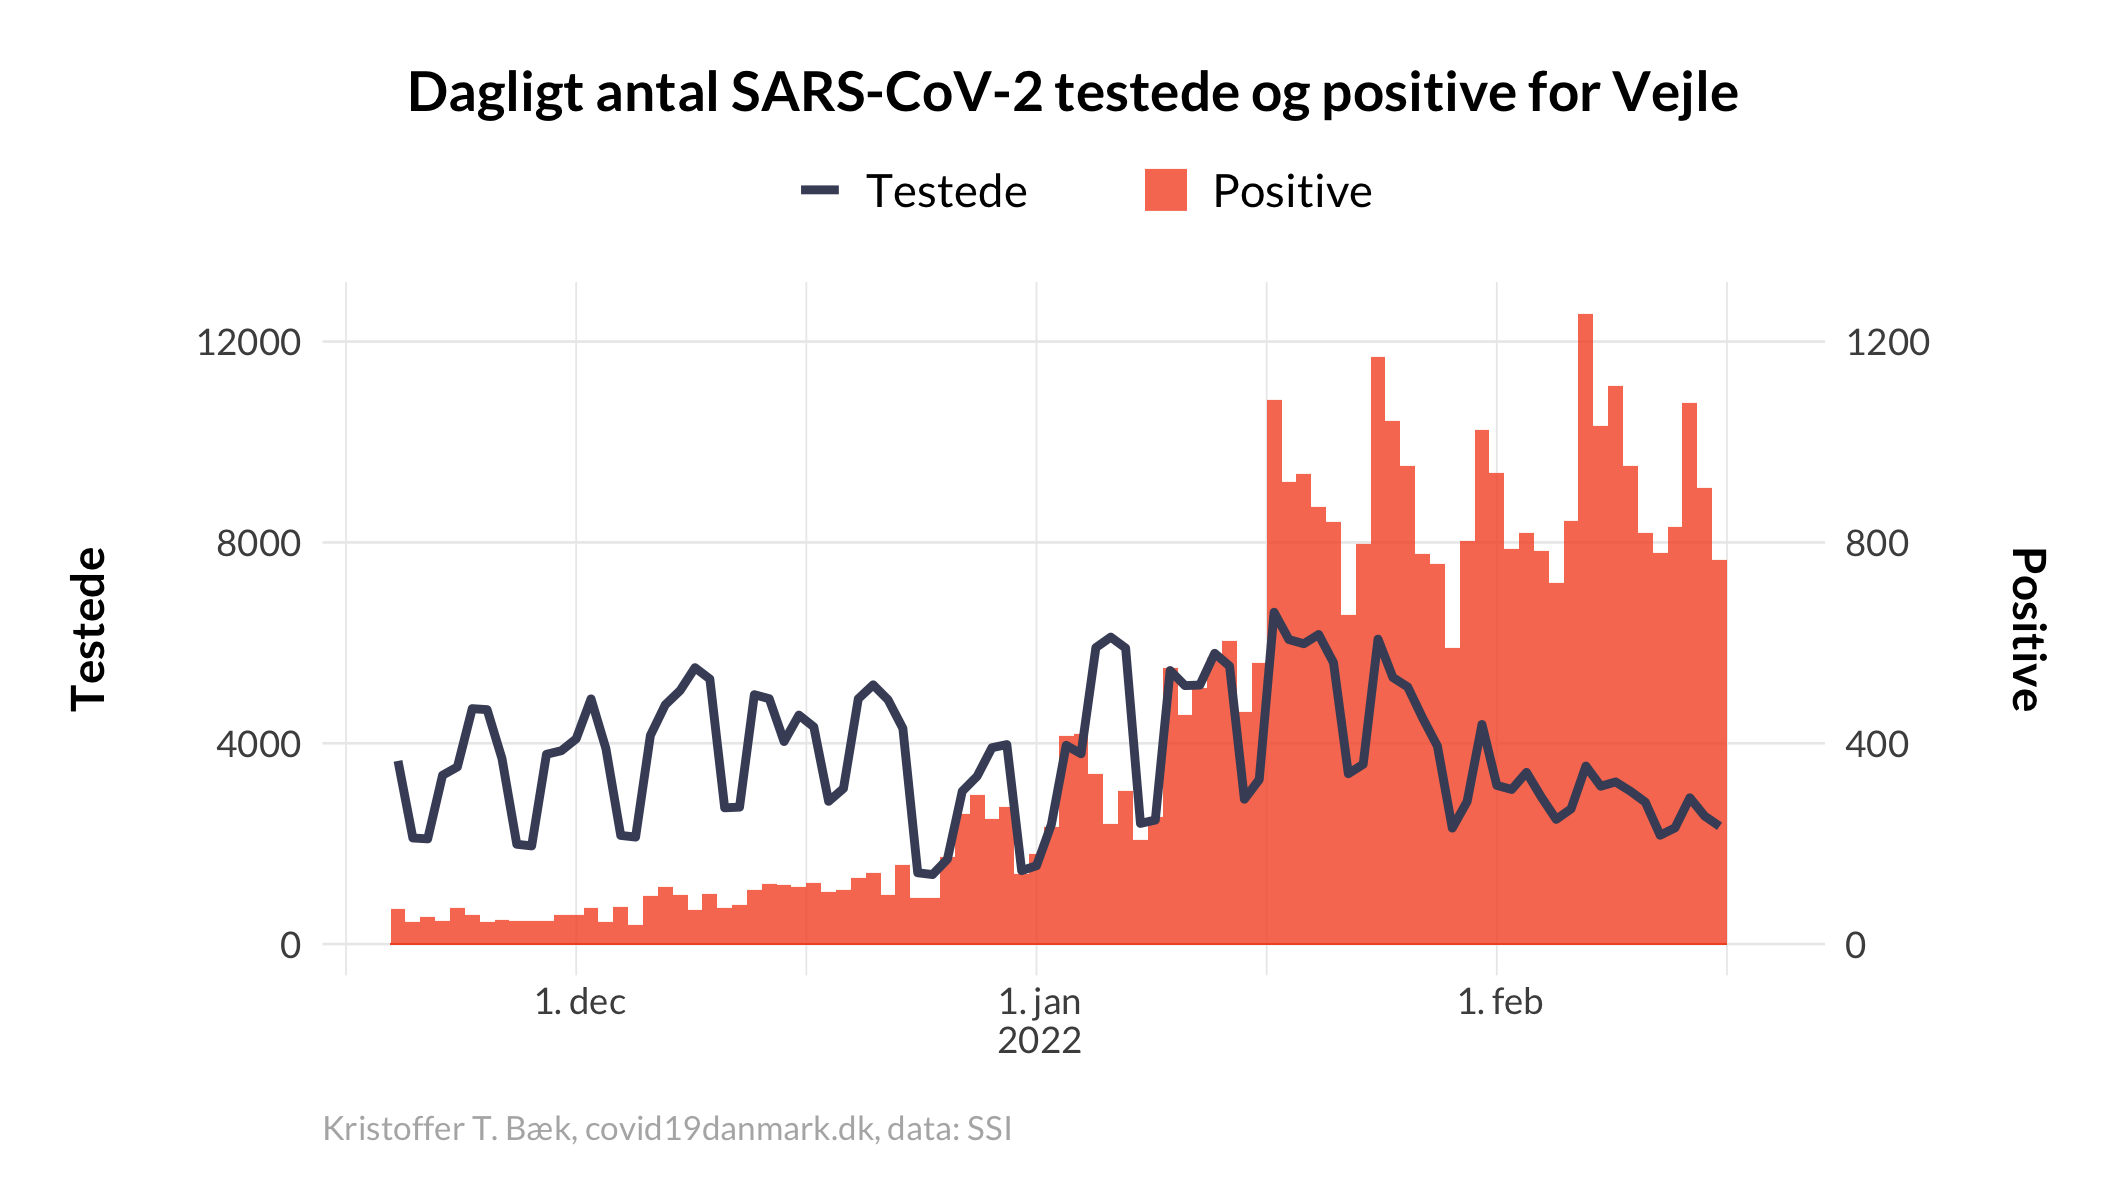 Dagligt antal SARS-CoV-2 testede og positive for Vejle
Testede
Positive
12000
8000
4000
0
Testede
1200
800
400
0
Positive
1. dec
1. jan
2022
1. feb
Kristoffer T. Bæk, covid19danmark.dk, data: SSI